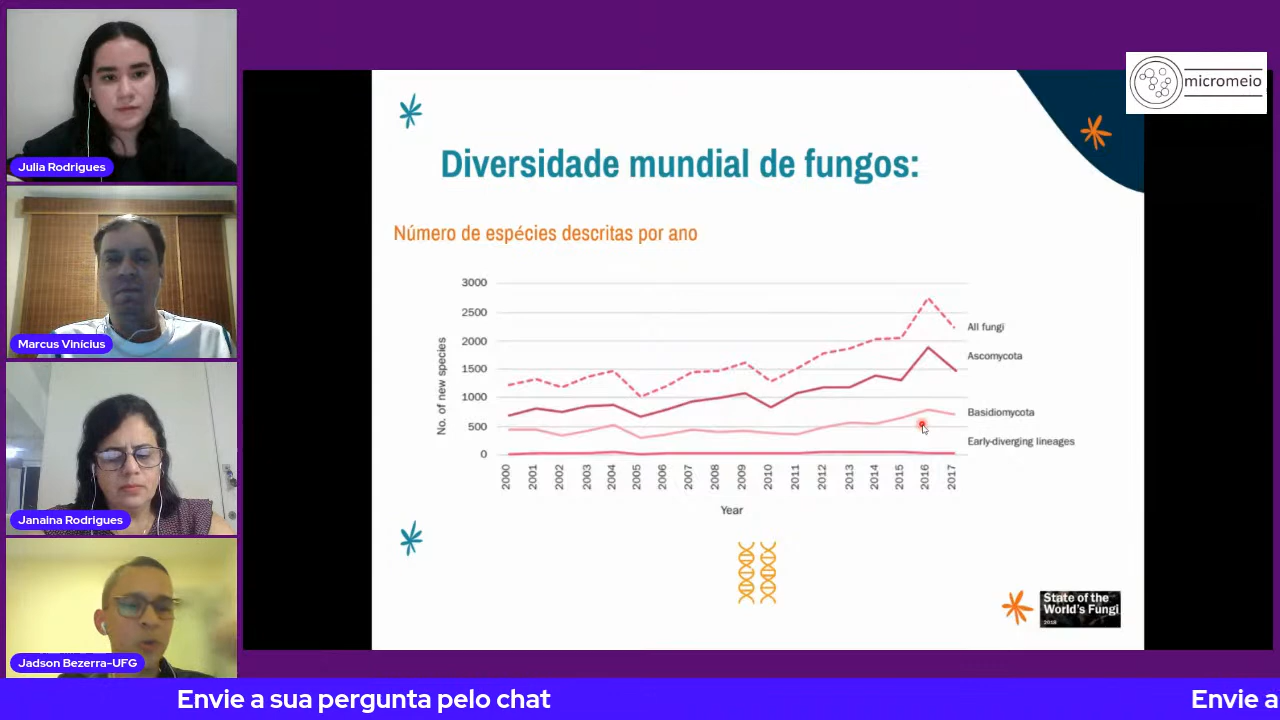 Julia Rodrigues
Marcus Vinícius
Janaina Rodrigues
Jadson Bezerra-UFG
micromeio
Diversidade mundial de fungos:
Número de espécies descritas por ano
No. of new species
3000
2500
2000
1500
1000
500
0
All fungi
Ascomycota
Basidiomycota
Early-diverging lineages
2000 2001 2002 2003 2004 2005 2006 2007 2008 2009 2010 2011 2012 2013 2014 2015 2016 2017
Year
State of the
World's Fungi
2018
Envie a sua pergunta pelo chat
Envie a